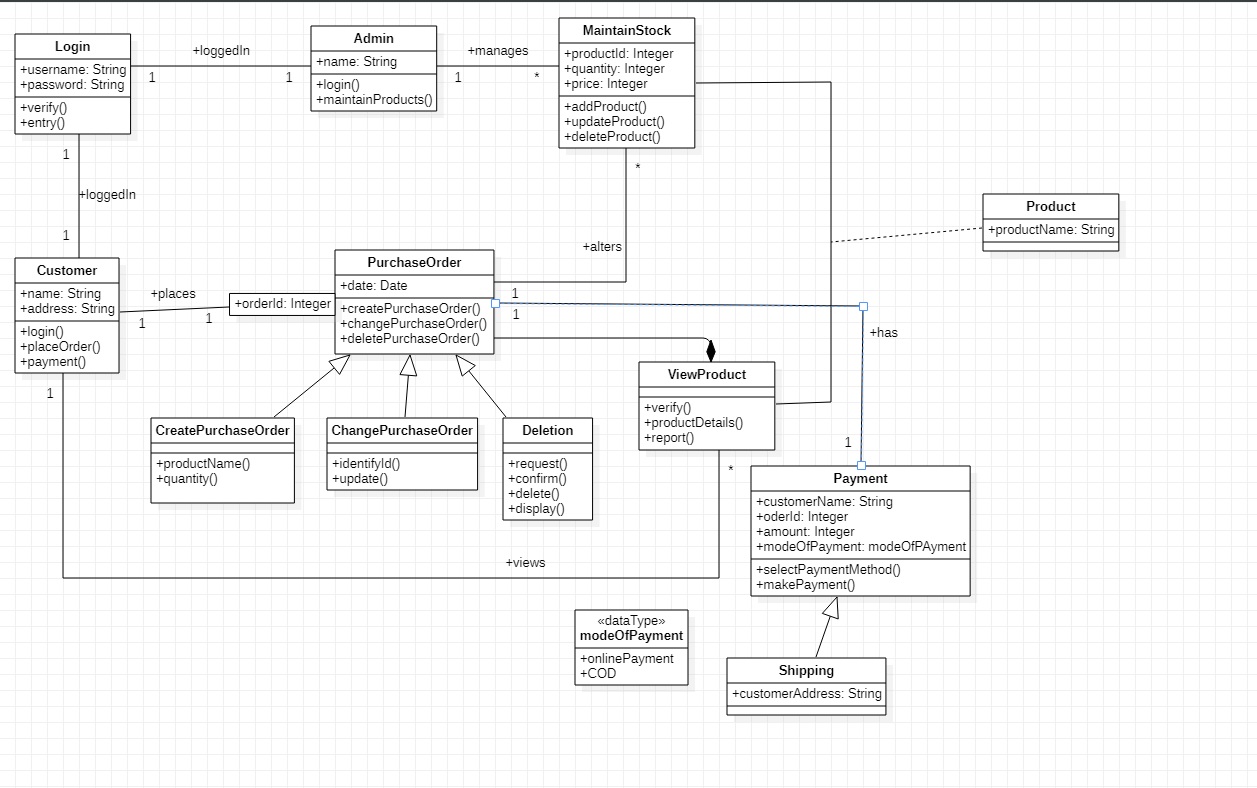 Login
+username: String
+password: String
+verify()
+entry()
+loggedIn
1
1
Admin
+name: String
+login()
+maintainProducts()
+manages
1
*
MaintainStock
+productId: Integer
+quantity: Integer
+price: Integer
+addProduct()
+updateProduct()
+deleteProduct()
1
+loggedIn
1
*
+alters
1
Product
+productName: String
Customer
+name: String
+address: String
+login()
+placeOrder()
+payment()
+places
1
1
+orderId: Integer
PurchaseOrder
+date: Date
+createPurchaseOrder()
+changePurchaseOrder()
+deletePurchaseOrder()
1
+has
1
ViewProduct
+verify()
+productDetails()
+report()
CreatePurchaseOrder
+productName()
+quantity()
ChangePurchaseOrder
+identifyId()
+update()
Deletion
+request()
+confirm()
+delete()
+display()
1
+views
*
Payment
+customerName: String
+oderId: Integer
+amount: Integer
+modeOfPayment: modeOfPAyment
+selectPaymentMethod()
+makePayment()
«dataType»
modeOfPayment
+onlinePayment
+COD
Shipping
+customerAddress: String